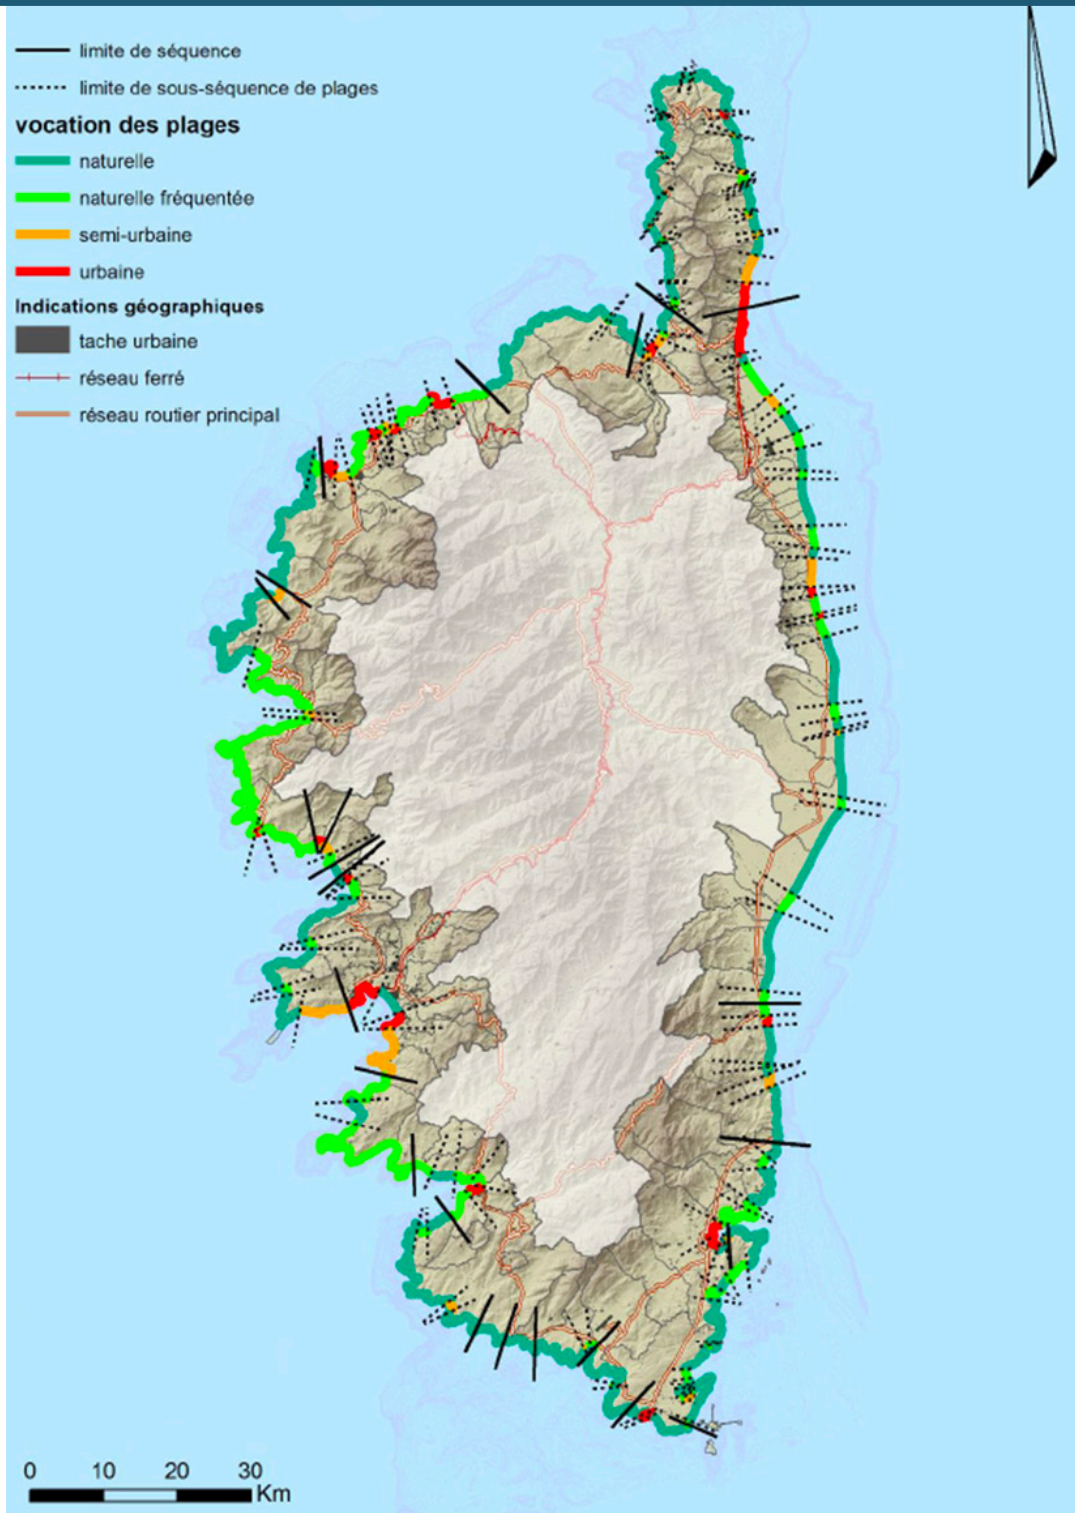 limite de séquence
limite de sous-séquence de plages
vocation des plages
naturelle
naturelle fréquentée
semi-urbaine
urbaine
Indications géographiques
tache urbaine
réseau ferré
réseau routier principal
0 10 20 30
Km